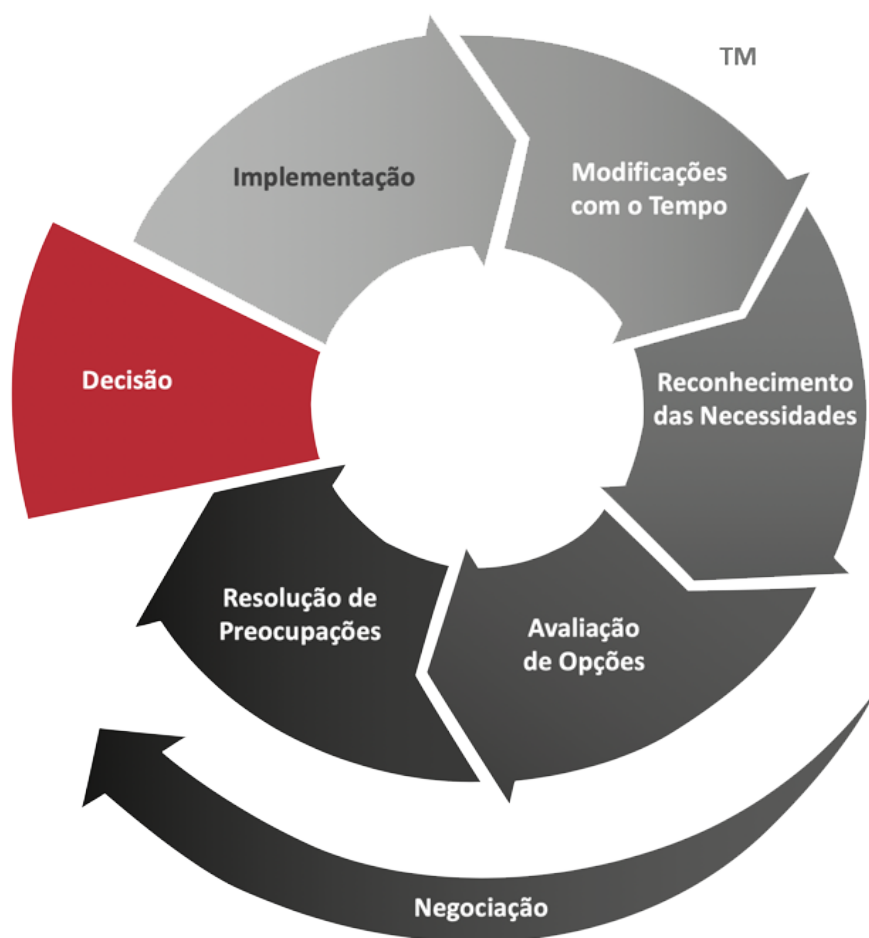 TM
Implementação
Modificações
com o Tempo
Decisão
Reconhecimento
das Necessidades
Resolução de
Preocupações
Avaliação
de Opções
Negociação